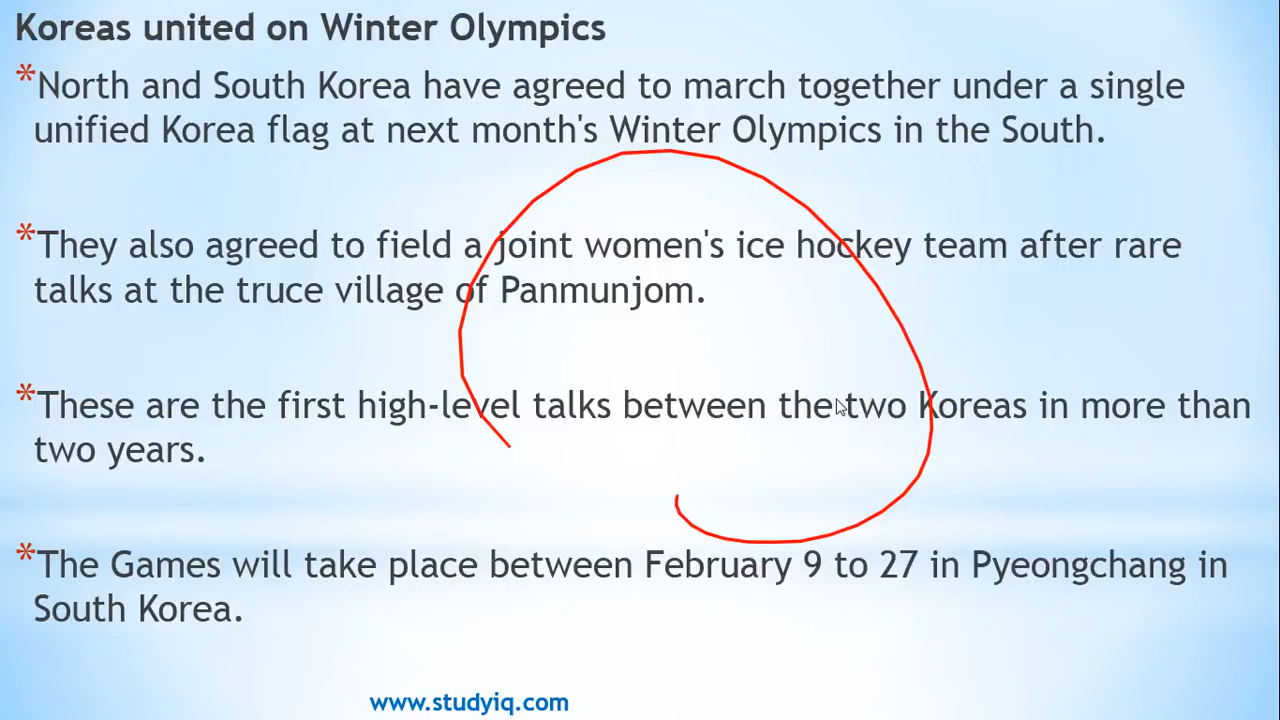 Koreas united on Winter Olympics
*North and South Korea have agreed to march together under a single
unified Korea flag at next month's Winter Olympics in the South.
*They also agreed to field a joint women's ice hockey team after rare
talks at the truce village of Panmunjom.
*These are the first high-level talks between the two Koreas in more than
two years.
*The Games will take place between February 9 to 27 in Pyeongchang in
South Korea.
www.studyiq.com